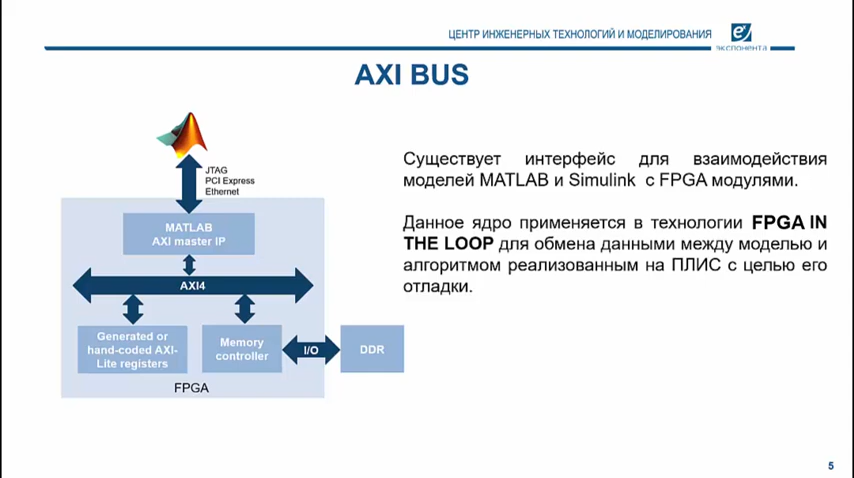 ЦЕНТР ИНЖЕНЕРНЫХ ТЕХНОЛОГИЙ И МОДЕЛИРОВАНИЯ
экспонента
AXI BUS
JTAG
PCI Express
Ethernet
MATLAB
AXI master IP
AXI4
Generated or
hand-coded AXI-
Lite registers
Memory
controller
I/O
DDR
FPGA
Существует интерфейс для взаимодействия
моделей MATLAB и Simulink с FPGA модулями.
Данное ядро применяется в технологии FPGA IN
THE LOOP для обмена данными между моделью и
алгоритмом реализованным на ПЛИС с целью его
отладки.
5